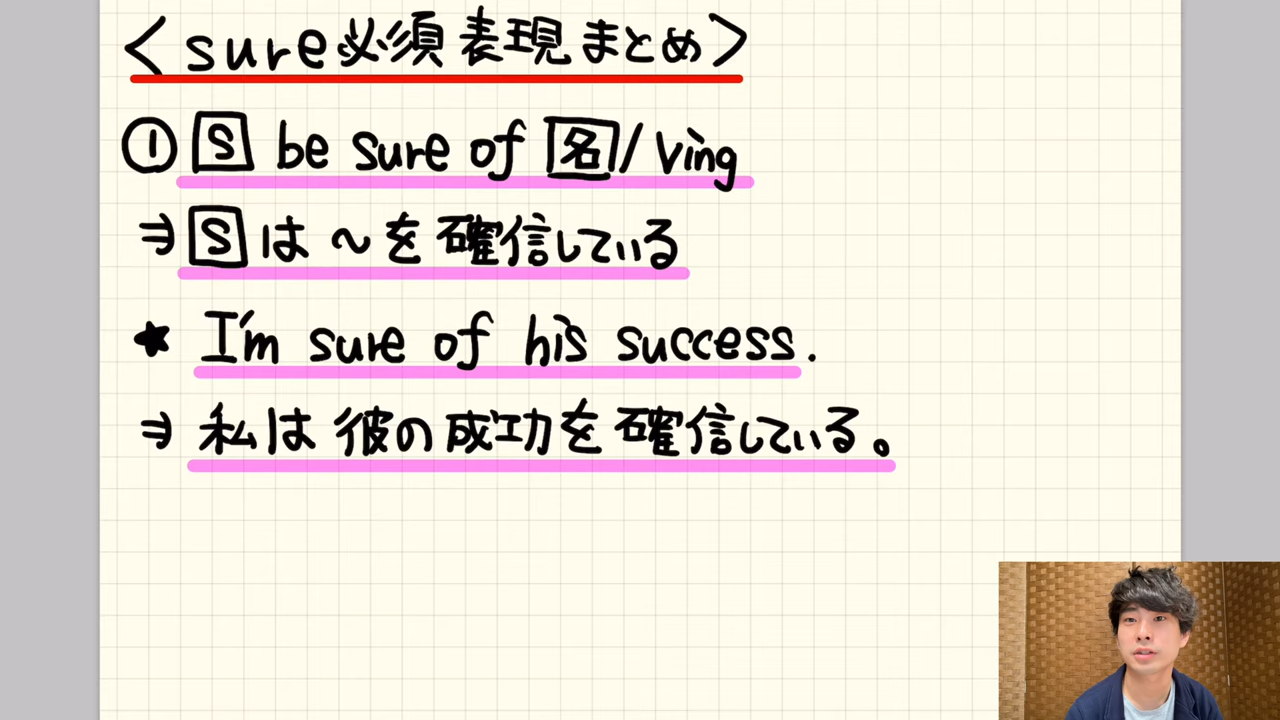 <sure必須表現まとめ>
① S be sure of 名/Ving
⇒ S は ～を確信している
★ I'm sure of his success.
⇒ 私は彼の成功を確信している。